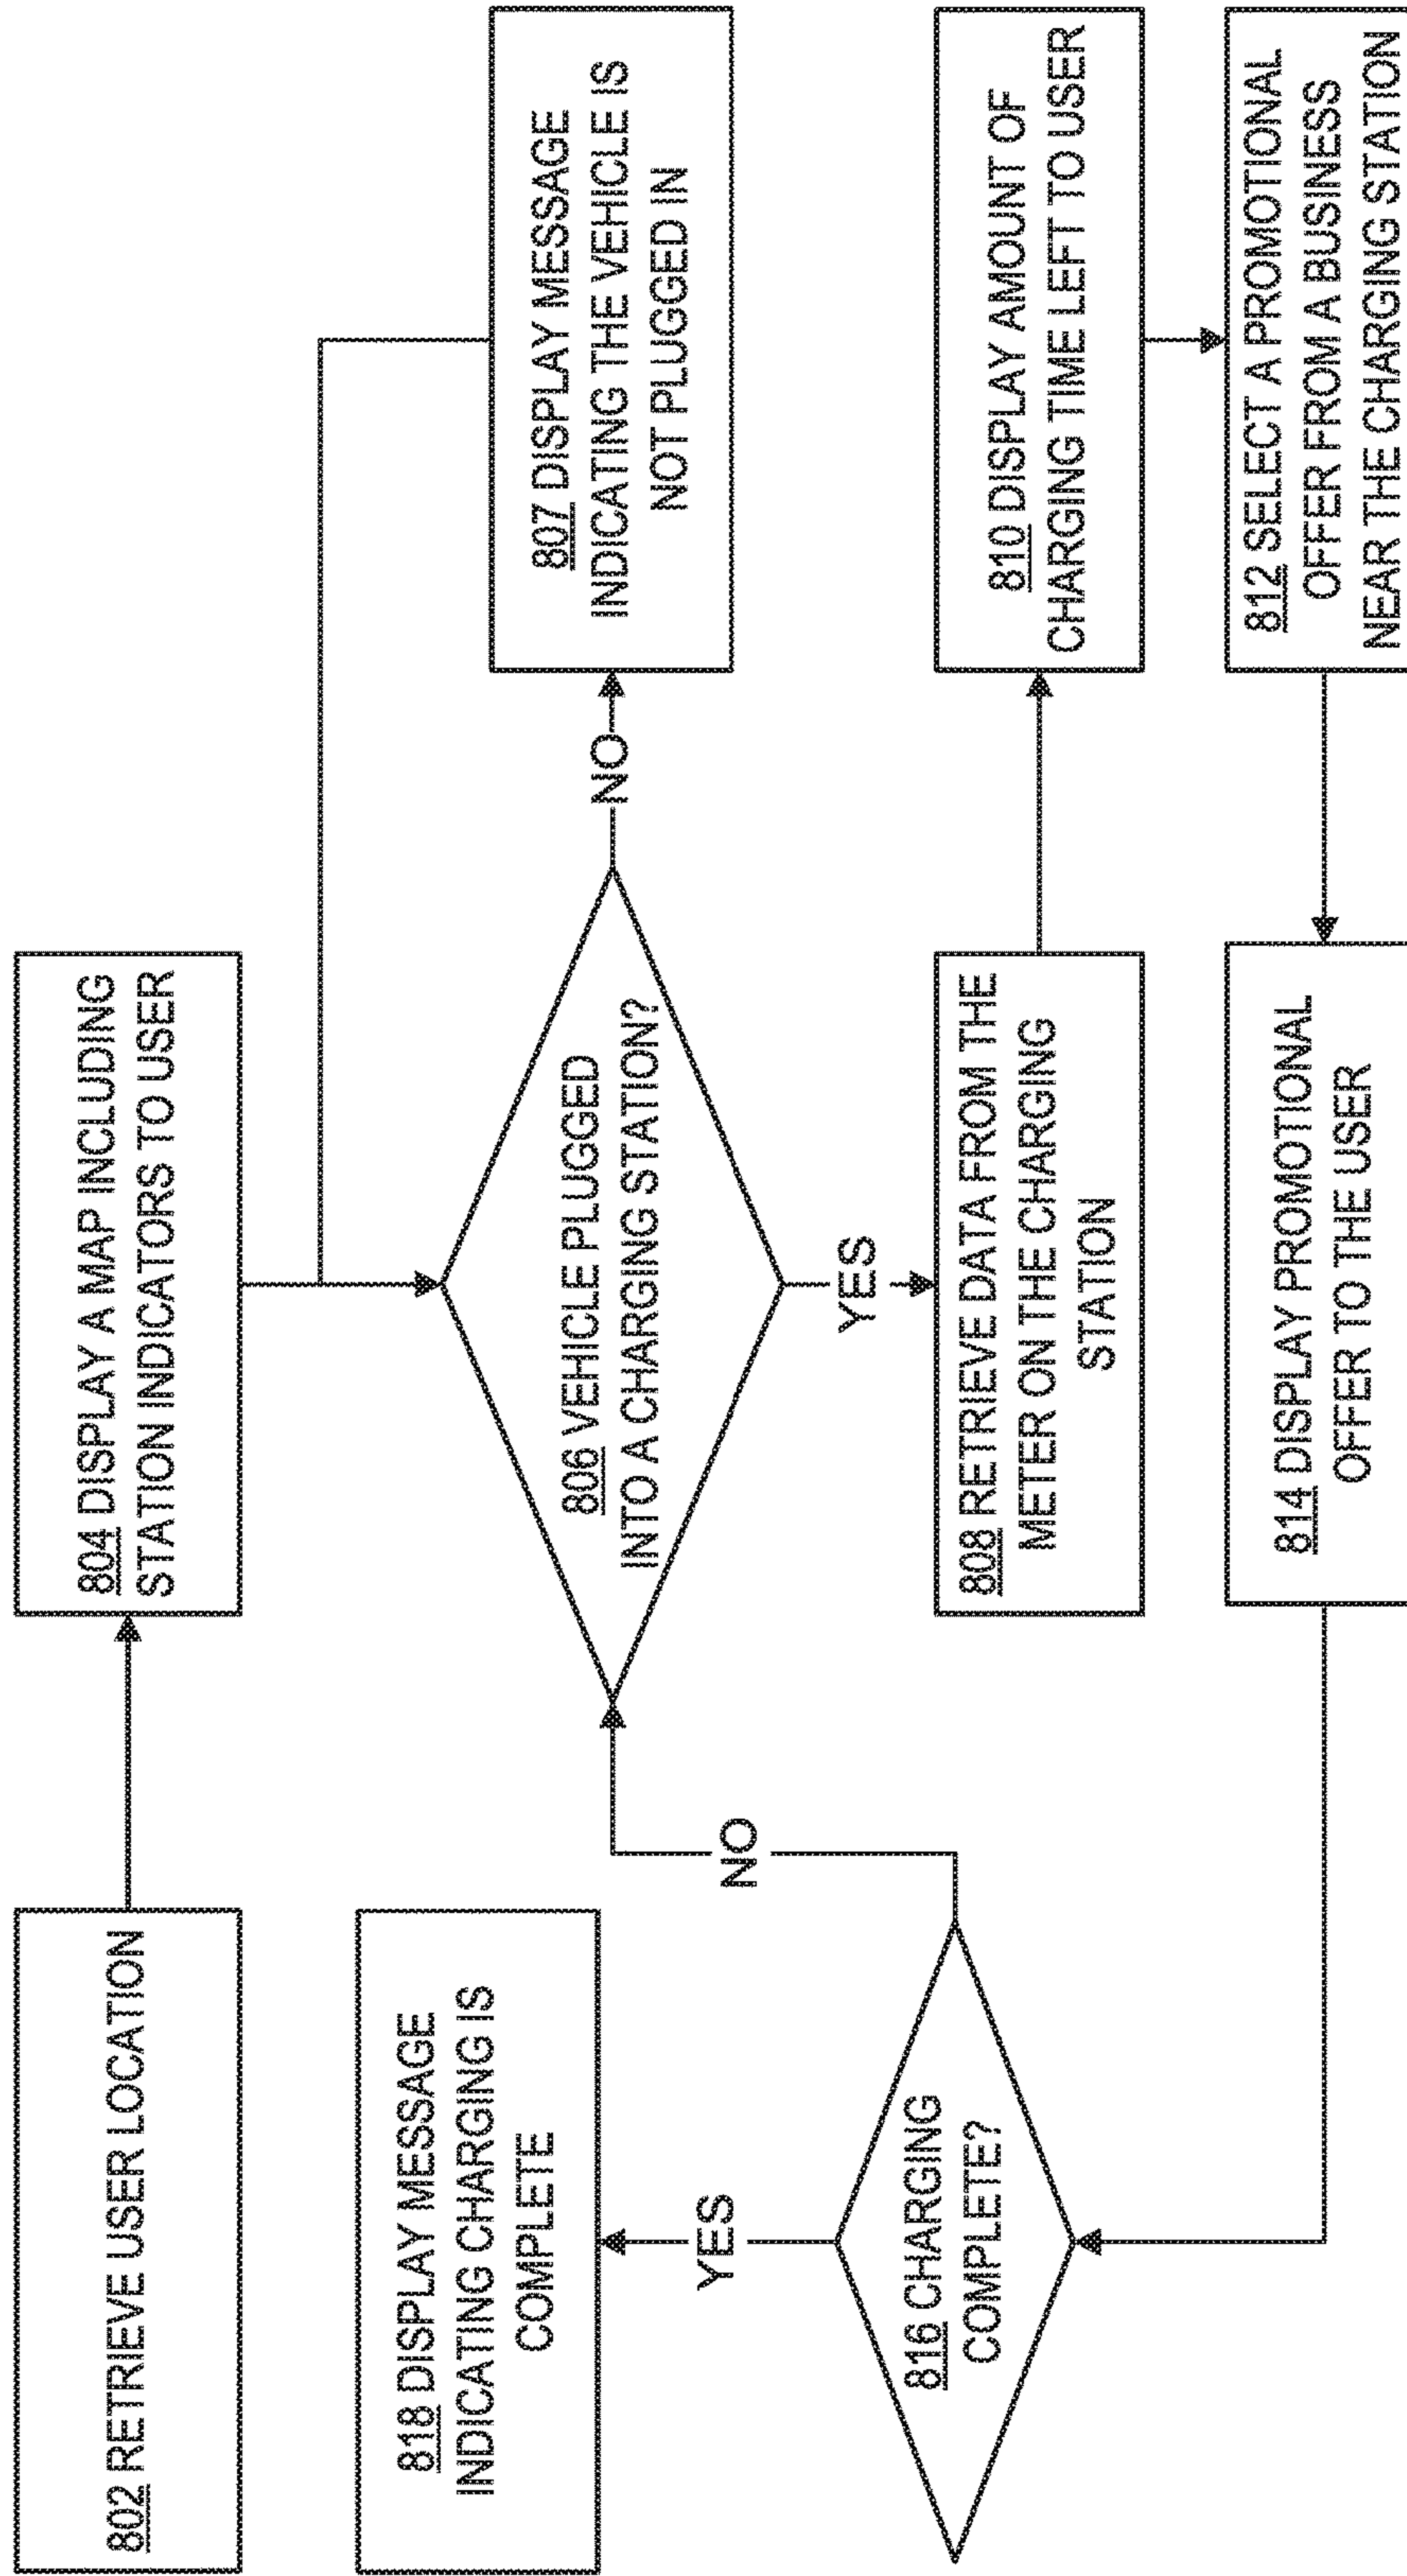 802 RETRIEVE USER LOCATION
804 DISPLAY A MAP INCLUDING
STATION INDICATORS TO USER
806 VEHICLE PLUGGED
INTO A CHARGING STATION?
NO
807 DISPLAY MESSAGE
INDICATING THE VEHICLE IS
NOT PLUGGED IN
YES
808 RETRIEVE DATA FROM THE
METER ON THE CHARGING
STATION
810 DISPLAY AMOUNT OF
CHARGING TIME LEFT TO USER
812 SELECT A PROMOTIONAL
OFFER FROM A BUSINESS
NEAR THE CHARGING STATION
814 DISPLAY PROMOTIONAL
OFFER TO THE USER
816 CHARGING
COMPLETE?
NO
YES
818 DISPLAY MESSAGE
INDICATING CHARGING IS
COMPLETE